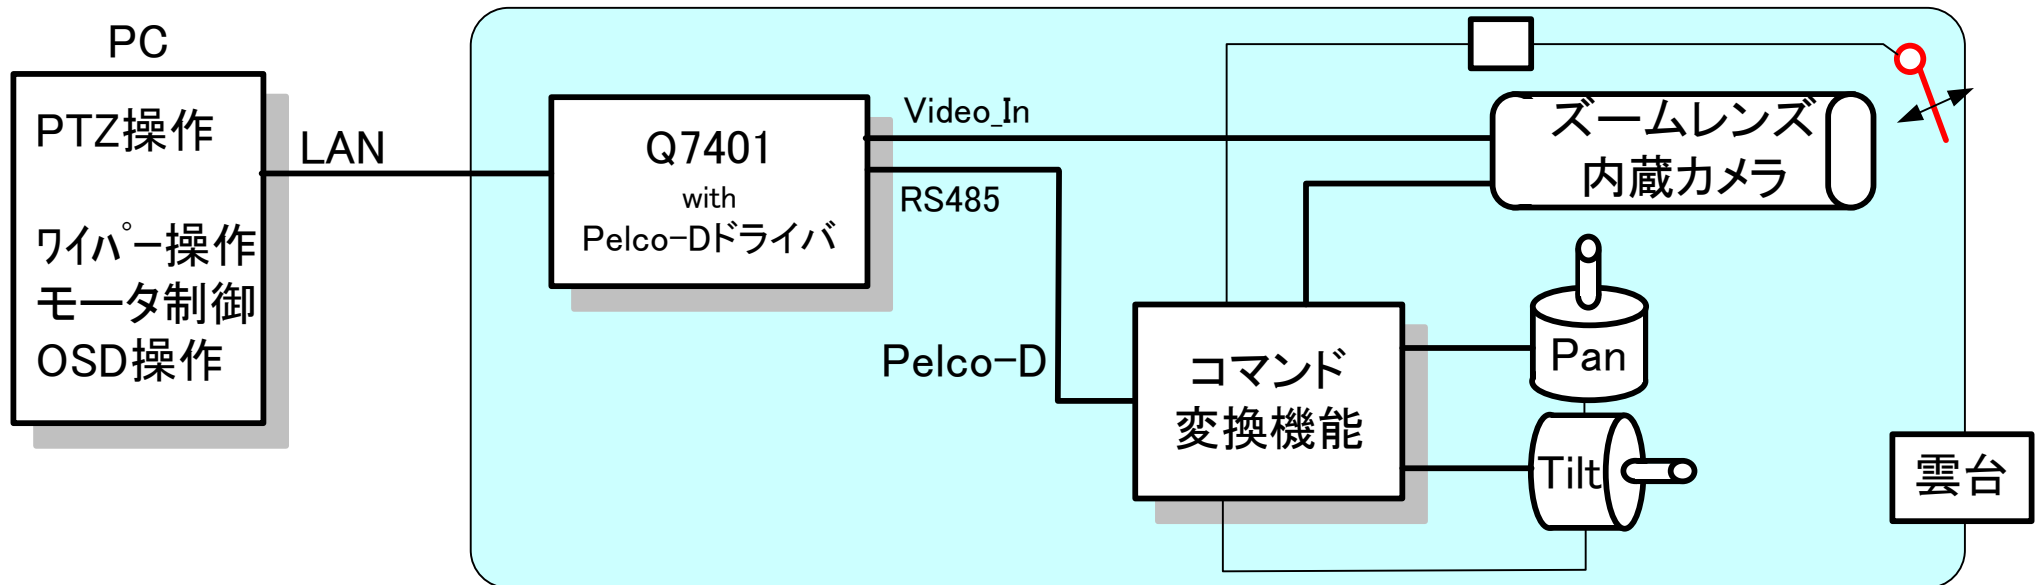 PC
PTZ操作
ﾜｲﾊﾟｰ操作
モータ制御
OSD操作
LAN
Q7401
with
Pelco-Dドライバ
Video_In
RS485
Pelco-D
コマンド
変換機能
ズームレンズ
内蔵カメラ
Pan
Tilt
雲台